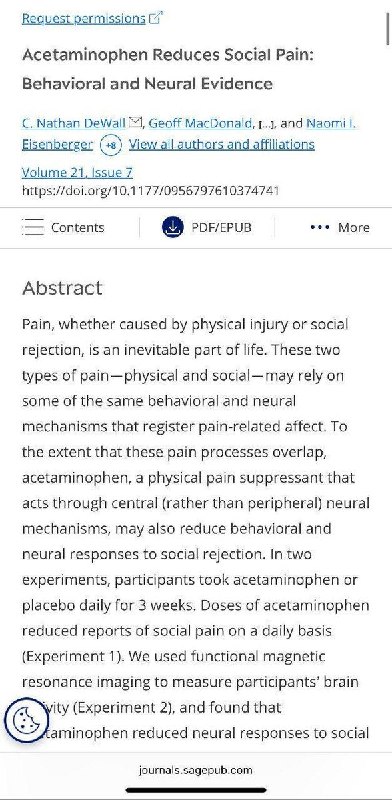 Request permissions
Acetaminophen Reduces Social Pain:
Behavioral and Neural Evidence
C. Nathan DeWall, Geoff MacDonald, [...], and Naomi I.
Eisenberger +8 View all authors and affiliations
Volume 21, Issue 7
https://doi.org/10.1177/0956797610374741
Contents PDF/EPUB More
Abstract
Pain, whether caused by physical injury or social
rejection, is an inevitable part of life. These two
types of pain—physical and social—may rely on
some of the same behavioral and neural
mechanisms that register pain-related affect. To
the extent that these pain processes overlap,
acetaminophen, a physical pain suppressant that
acts through central (rather than peripheral) neural
mechanisms, may also reduce behavioral and
neural responses to social rejection. In two
experiments, participants took acetaminophen or
placebo daily for 3 weeks. Doses of acetaminophen
reduced reports of social pain on a daily basis
(Experiment 1). We used functional magnetic
resonance imaging to measure participants' brain
vity (Experiment 2), and found that
taminophen reduced neural responses to social
journals.sagepub.com